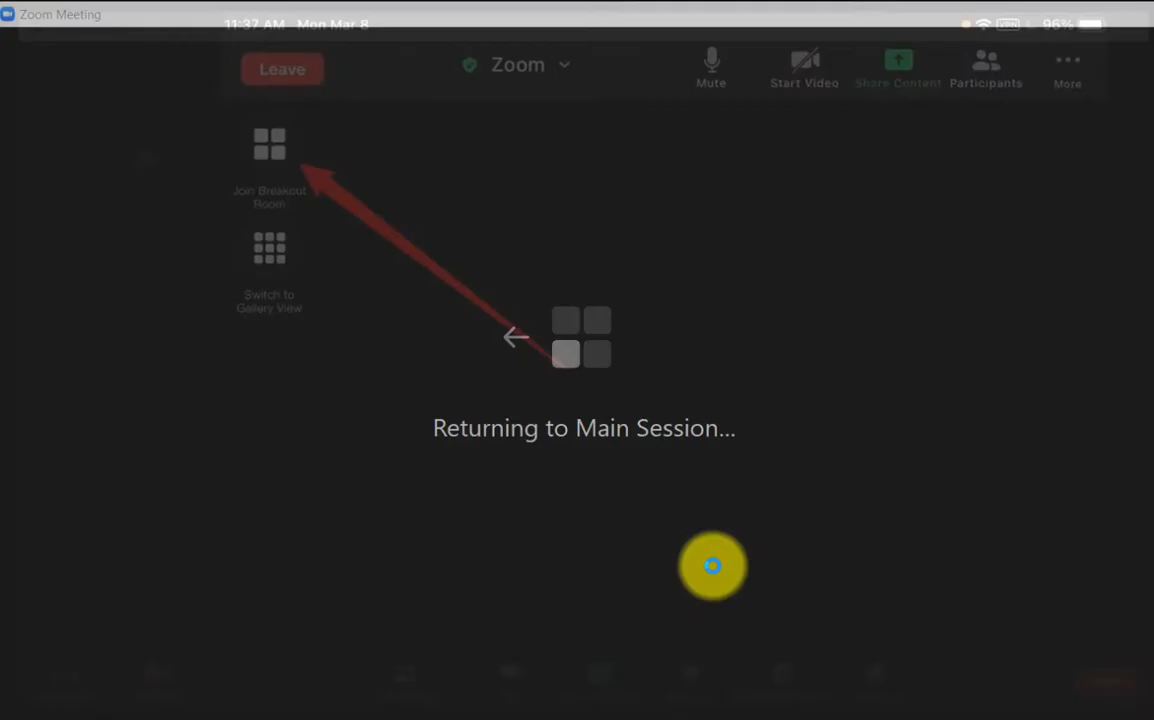 Zoom Meeting
11:37 AM Mon Mar 8
VPN 96%
Leave
Zoom
Mute
Start Video
Share Content
Participants
More
Join Breakout
Room
Switch to
Gallery View
Returning to Main Session...